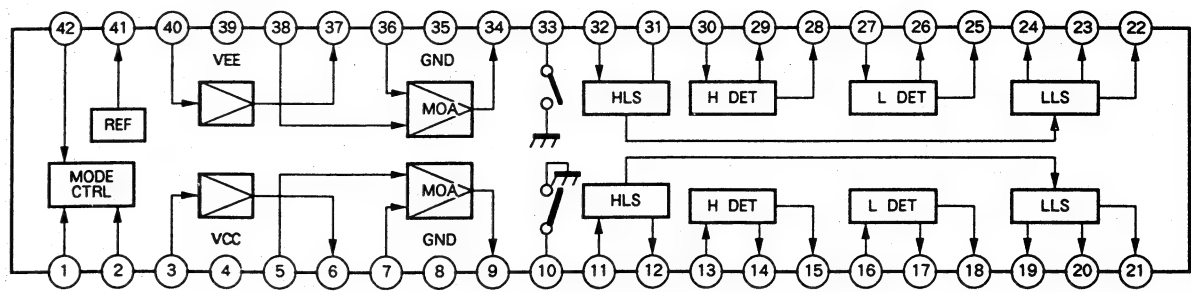 42 41 40 39 38 37 36 35 34 33 32 31 30 29 28 27 26 25 24 23 22
VEE GND
MOA HLS H DET L DET LLS
REF
MODE
CTRL
MOA HLS H DET L DET LLS
VCC GND
1 2 3 4 5 6 7 8 9 10 11 12 13 14 15 16 17 18 19 20 21